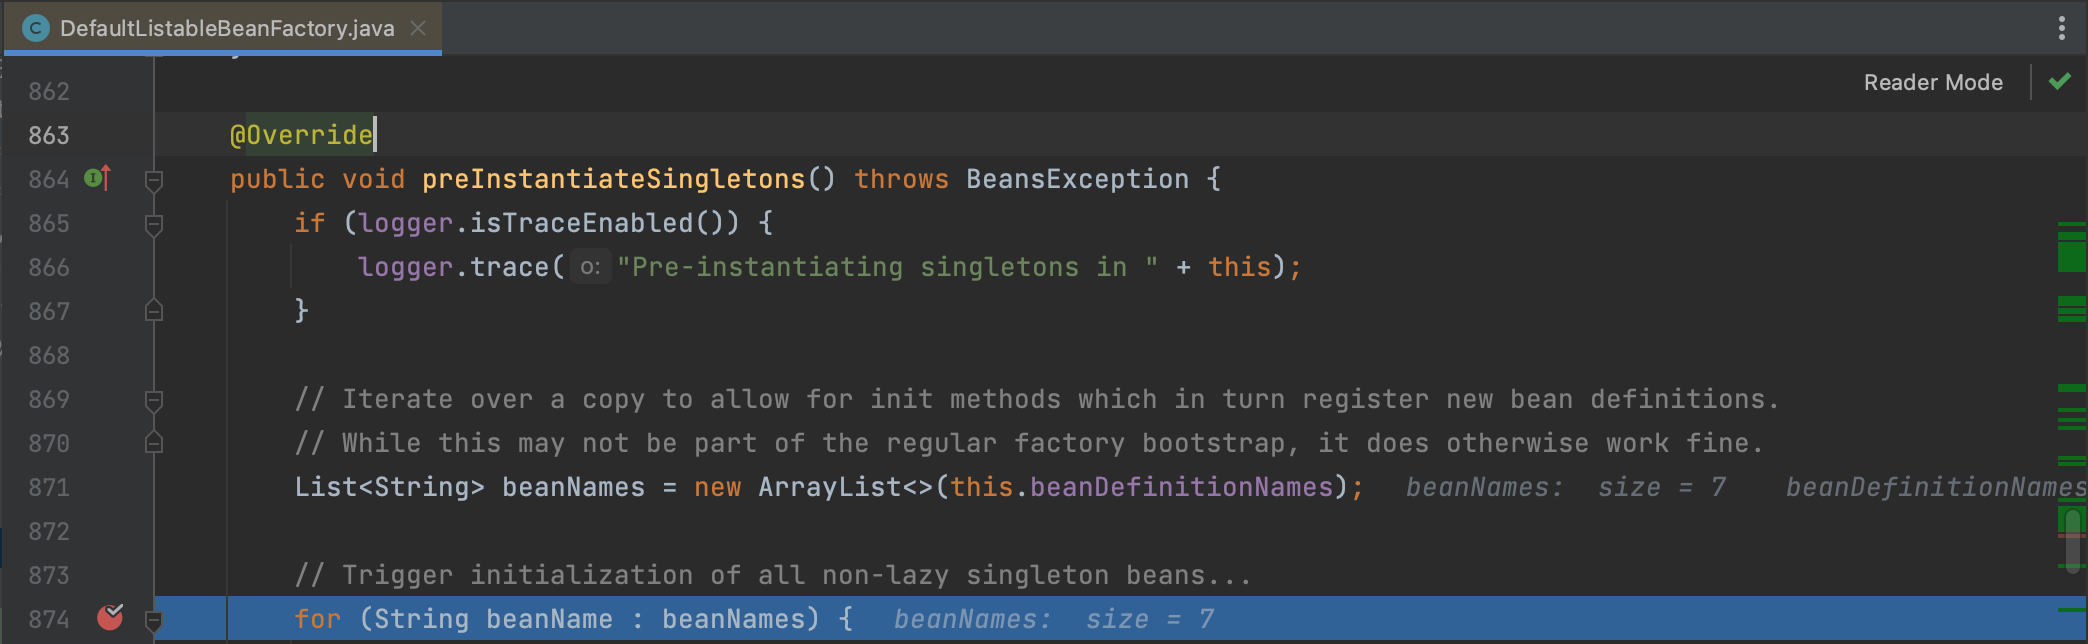 DefaultListableBeanFactory.java
Reader Mode
862
863 @Override
864 public void preInstantiateSingletons() throws BeansException {
865 if (logger.isTraceEnabled()) {
866 logger.trace( o: "Pre-instantiating singletons in " + this);
867 }
868
869 // Iterate over a copy to allow for init methods which in turn register new bean definitions.
870 // While this may not be part of the regular factory bootstrap, it does otherwise work fine.
871 List<String> beanNames = new ArrayList<>(this.beanDefinitionNames); beanNames: size = 7 beanDefinitionNames
872
873 // Trigger initialization of all non-lazy singleton beans...
874 for (String beanName : beanNames) { beanNames: size = 7